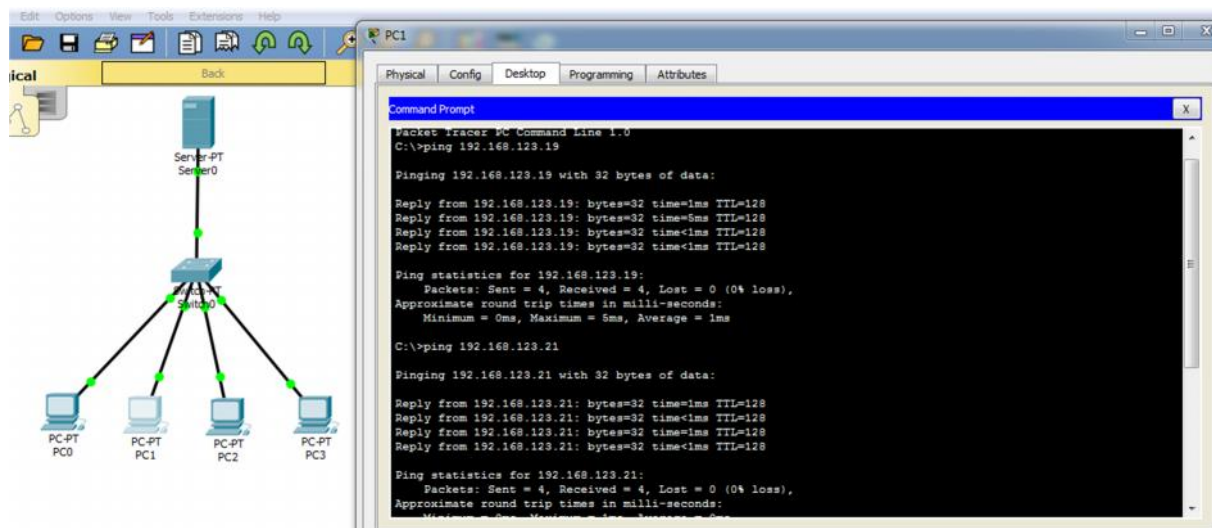 Edit Options View Tools Extensions Help
ical
Back
Server-PT
Server0
Switch-PT
Switch0
PC-PT
PC0
PC-PT
PC1
PC-PT
PC2
PC-PT
PC3
PC1
Physical Config Desktop Programming Attributes
Command Prompt
X
Packet Tracer PC Command Line 1.0
C:\>ping 192.168.123.19
Pinging 192.168.123.19 with 32 bytes of data:
Reply from 192.168.123.19: bytes=32 time=1ms TTL=128
Reply from 192.168.123.19: bytes=32 time=5ms TTL=128
Reply from 192.168.123.19: bytes=32 time<1ms TTL=128
Reply from 192.168.123.19: bytes=32 time<1ms TTL=128
Ping statistics for 192.168.123.19:
Packets: Sent = 4, Received = 4, Lost = 0 (0% loss),
Approximate round trip times in milli-seconds:
Minimum = 0ms, Maximum = 5ms, Average = 1ms
C:\>ping 192.168.123.21
Pinging 192.168.123.21 with 32 bytes of data:
Reply from 192.168.123.21: bytes=32 time=1ms TTL=128
Reply from 192.168.123.21: bytes=32 time<1ms TTL=128
Reply from 192.168.123.21: bytes=32 time=1ms TTL=128
Reply from 192.168.123.21: bytes=32 time<1ms TTL=128
Ping statistics for 192.168.123.21:
Packets: Sent = 4, Received = 4, Lost = 0 (0% loss),
Approximate round trip times in milli-seconds:
Minimum = 0ms, Maximum = 1ms, Average = 0ms